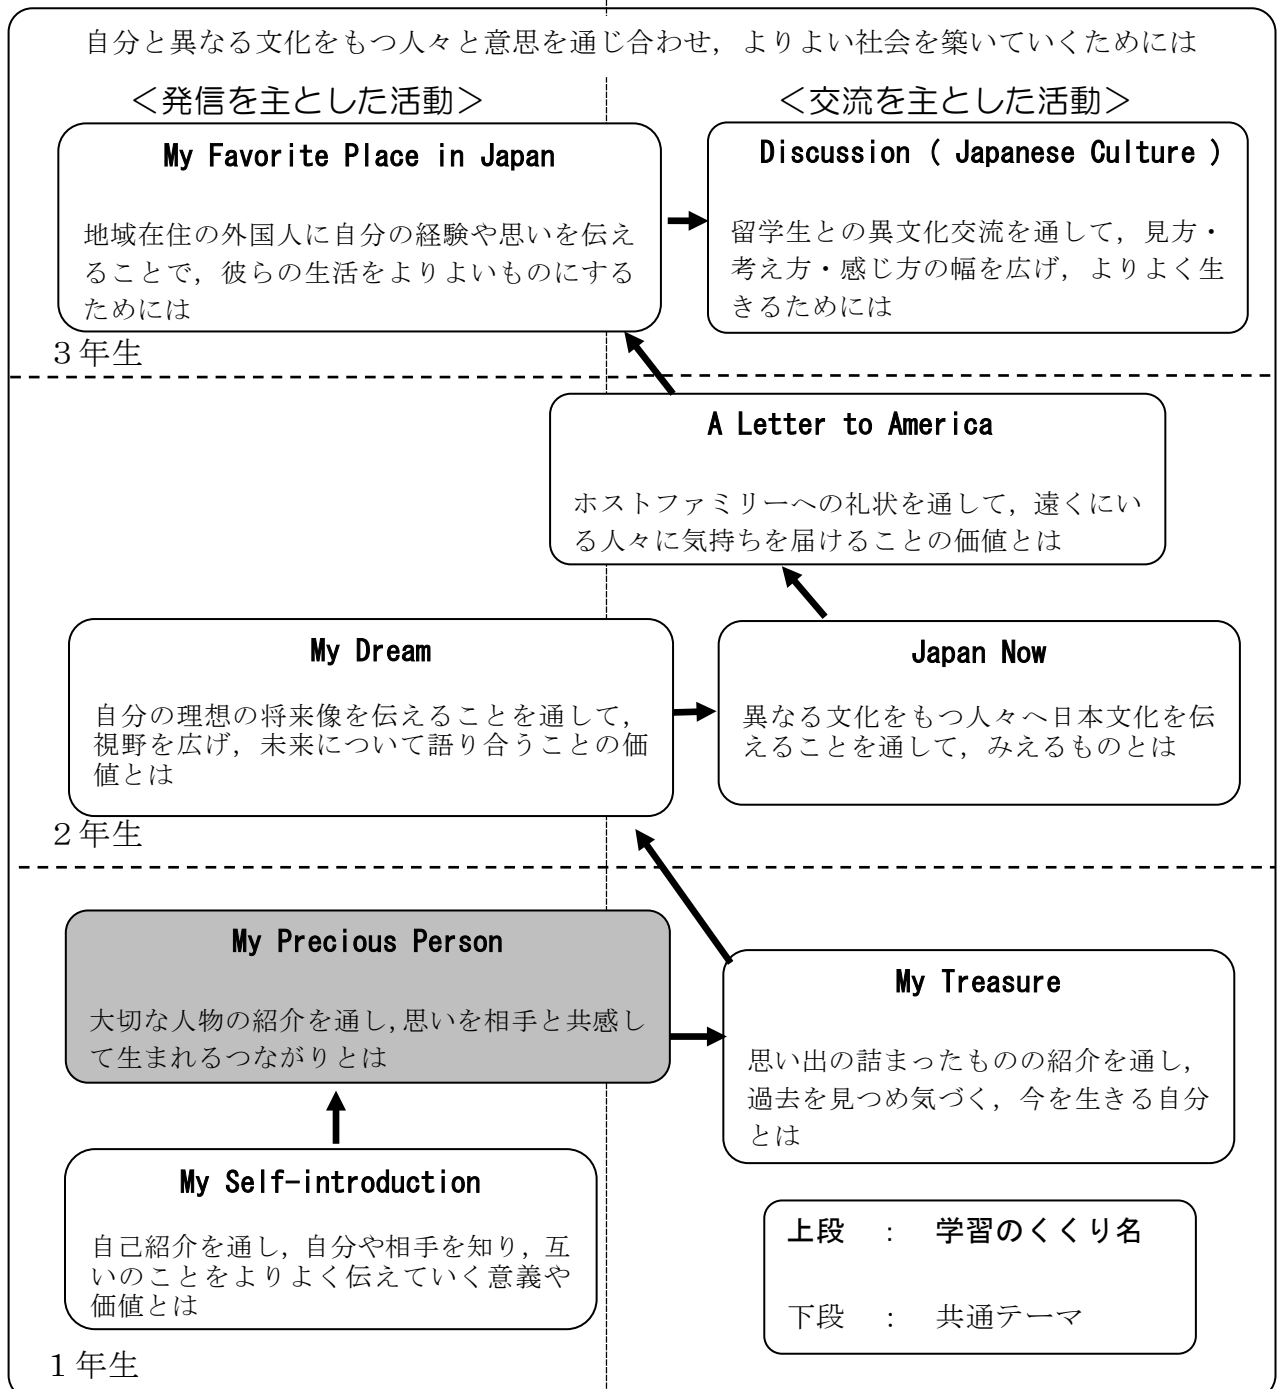 自分と異なる文化をもつ人々と意思を通じ合わせ，よりよい社会を築いていくためには
＜発信を主とした活動＞
＜交流を主とした活動＞
My Favorite Place in Japan
地域在住の外国人に自分の経験や思いを伝え
ることで，彼らの生活をよりよいものにする
ためには
Discussion ( Japanese Culture )
留学生との異文化交流を通して，見方・
考え方・感じ方の幅を広げ，よりよく生
きるためには
３年生
A Letter to America
ホストファミリーへの礼状を通して，遠くにい
る人々に気持ちを届けることの価値とは
My Dream
自分の理想の将来像を伝えることを通して，
視野を広げ，未来について語り合うことの価
値とは
Japan Now
異なる文化をもつ人々へ日本文化を伝
えることを通して，みえるものとは
２年生
My Precious Person
大切な人物の紹介を通し,思いを相手と共感し
て生まれるつながりとは
My Treasure
思い出の詰まったものの紹介を通し，
過去を見つめ気づく，今を生きる自分
とは
My Self-introduction
自己紹介を通し，自分や相手を知り，互
いのことをよりよく伝えていく意義や
価値とは
上段　：　学習のくくり名
下段　：　共通テーマ
１年生